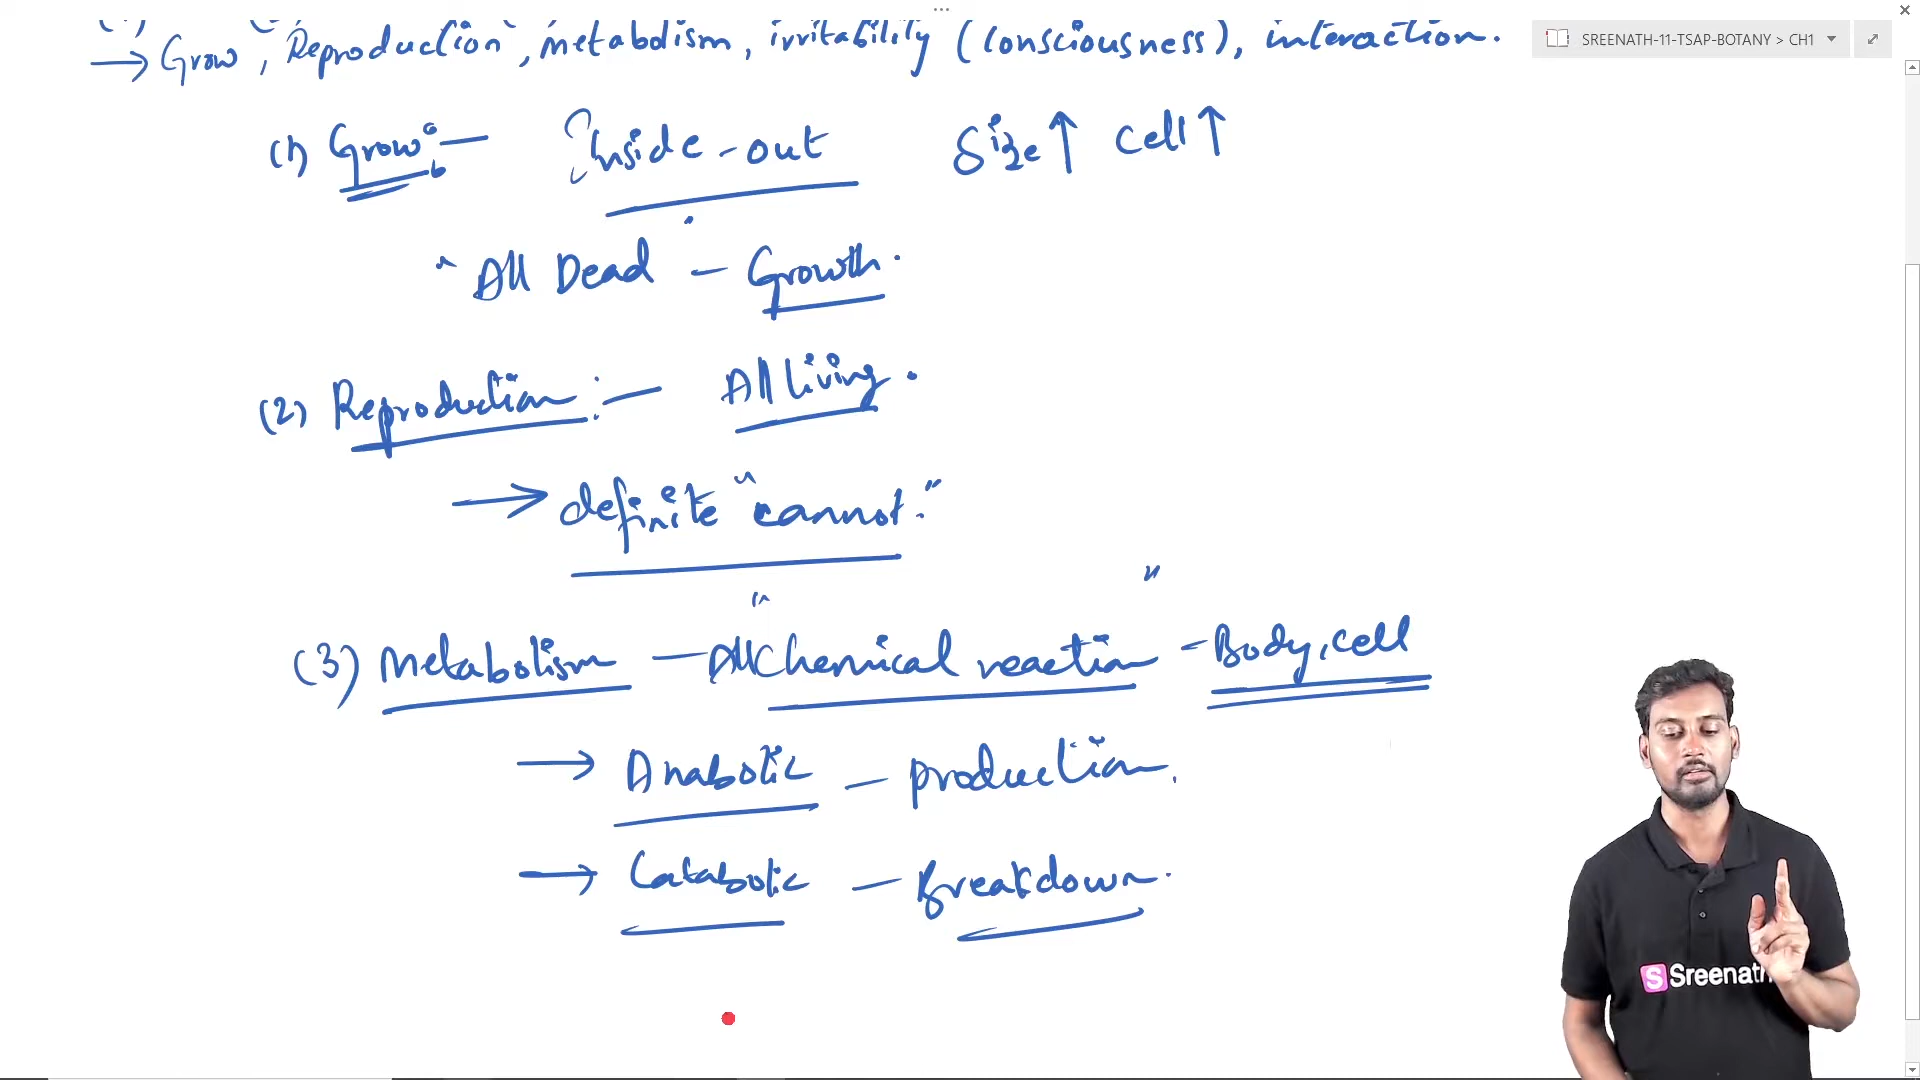 → Grow, Reproduction, metabolism, irritability (consciousness), interaction.
SREENATH-11-TSAP-BOTANY > CH1
(1) Grow — Inside-out Size ↑ Cell ↑
"All Dead — Growth.
(2) Reproduction :— All living.
→ definite "cannot."
(3) Metabolism — "All Chemical reaction" - Body, cell
→ Anabolic — production.
→ Catabolic — Breakdown.
S Sreenath